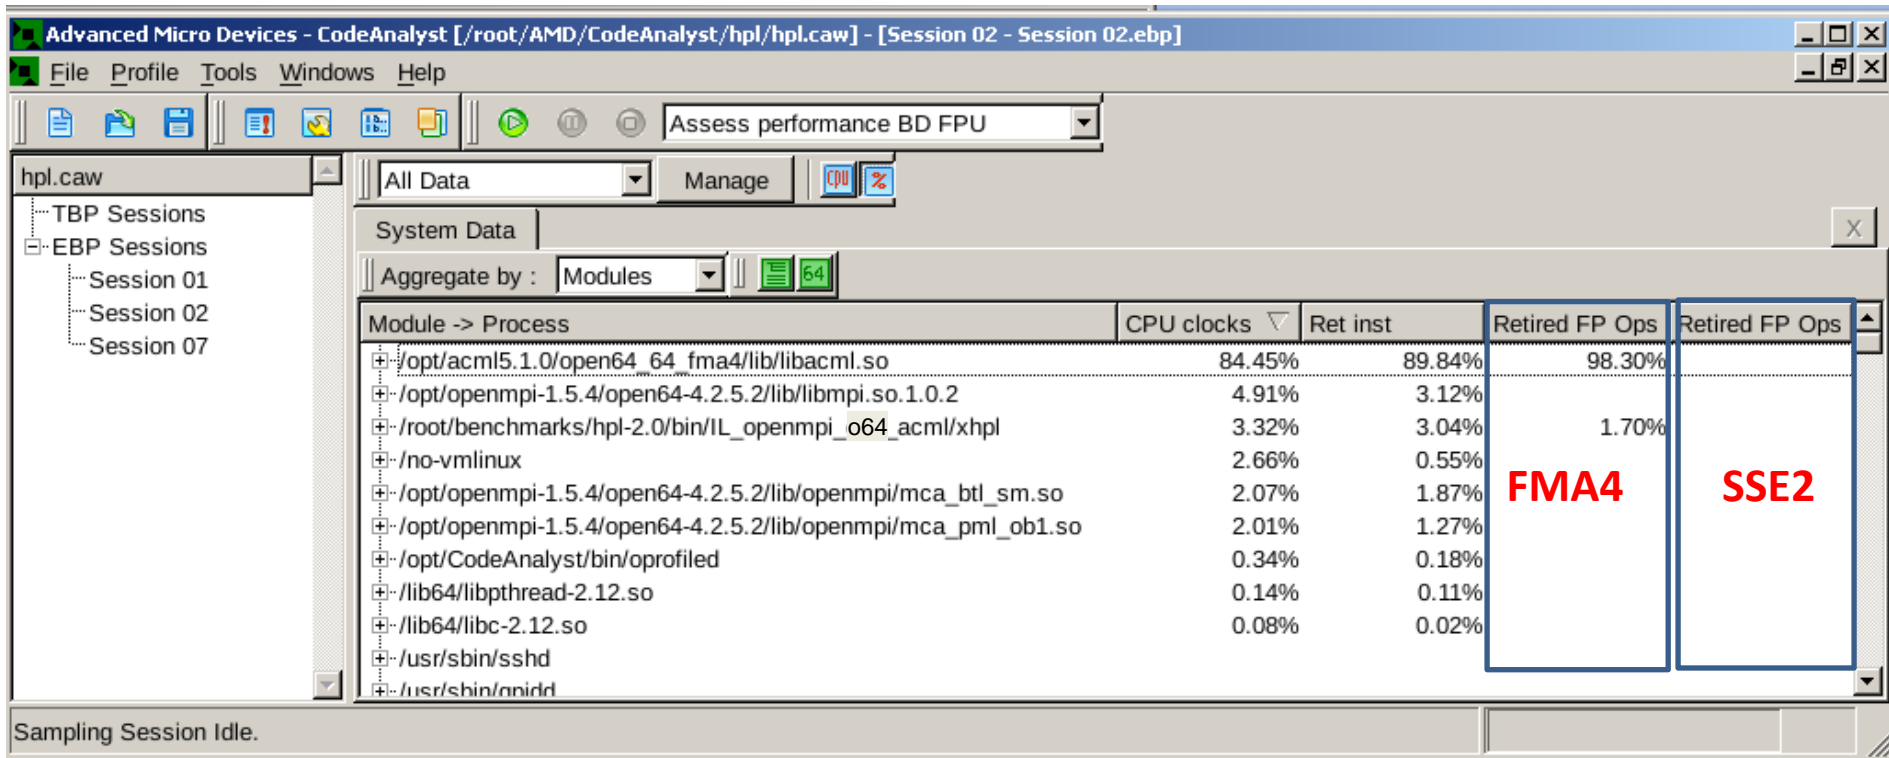 Advanced Micro Devices - CodeAnalyst [/root/AMD/CodeAnalyst/hpl/hpl.caw] - [Session 02 - Session 02.ebp]
File Profile Tools Windows Help
Assess performance BD FPU
hpl.caw
TBP Sessions
EBP Sessions
Session 01
Session 02
Session 07
All Data Manage CPU %
System Data X
Aggregate by : Modules 64
Module -> Process CPU clocks Ret inst Retired FP Ops Retired FP Ops
/opt/acml5.1.0/open64_64_fma4/lib/libacml.so 84.45% 89.84% 98.30%
/opt/openmpi-1.5.4/open64-4.2.5.2/lib/libmpi.so.1.0.2 4.91% 3.12%
/root/benchmarks/hpl-2.0/bin/IL_openmpi_o64_acml/xhpl 3.32% 3.04% 1.70%
/no-vmlinux 2.66% 0.55%
/opt/openmpi-1.5.4/open64-4.2.5.2/lib/openmpi/mca_btl_sm.so 2.07% 1.87%
FMA4 SSE2
/opt/openmpi-1.5.4/open64-4.2.5.2/lib/openmpi/mca_pml_ob1.so 2.01% 1.27%
/opt/CodeAnalyst/bin/oprofiled 0.34% 0.18%
/lib64/libpthread-2.12.so 0.14% 0.11%
/lib64/libc-2.12.so 0.08% 0.02%
/usr/sbin/sshd
/usr/sbin/qpidd
Sampling Session Idle.